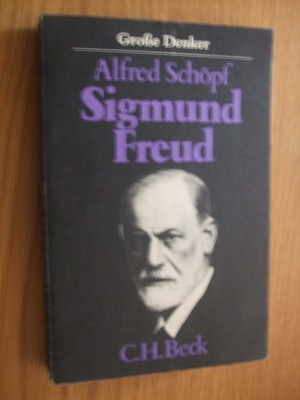 Große Denker
Alfred Schöpf
Sigmund
Freud
C.H.Beck